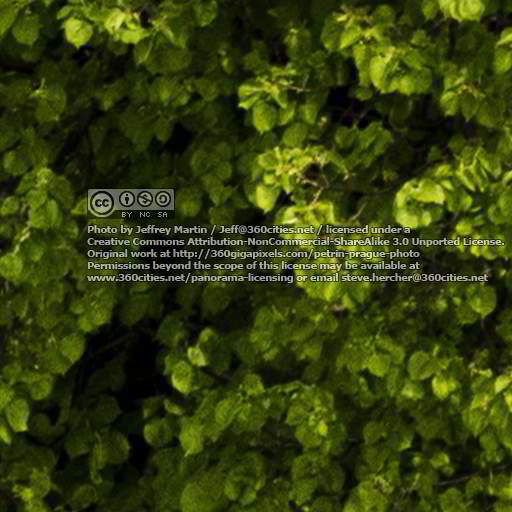 cc BY NC SA
Photo by Jeffrey Martin / Jeff@360cities.net / licensed under a
Creative Commons Attribution-NonCommercial-ShareAlike 3.0 Unported License.
Original work at http://360gigapixels.com/petrin-prague-photo
Permissions beyond the scope of this license may be available at
www.360cities.net/panorama-licensing or email steve.hercher@360cities.net